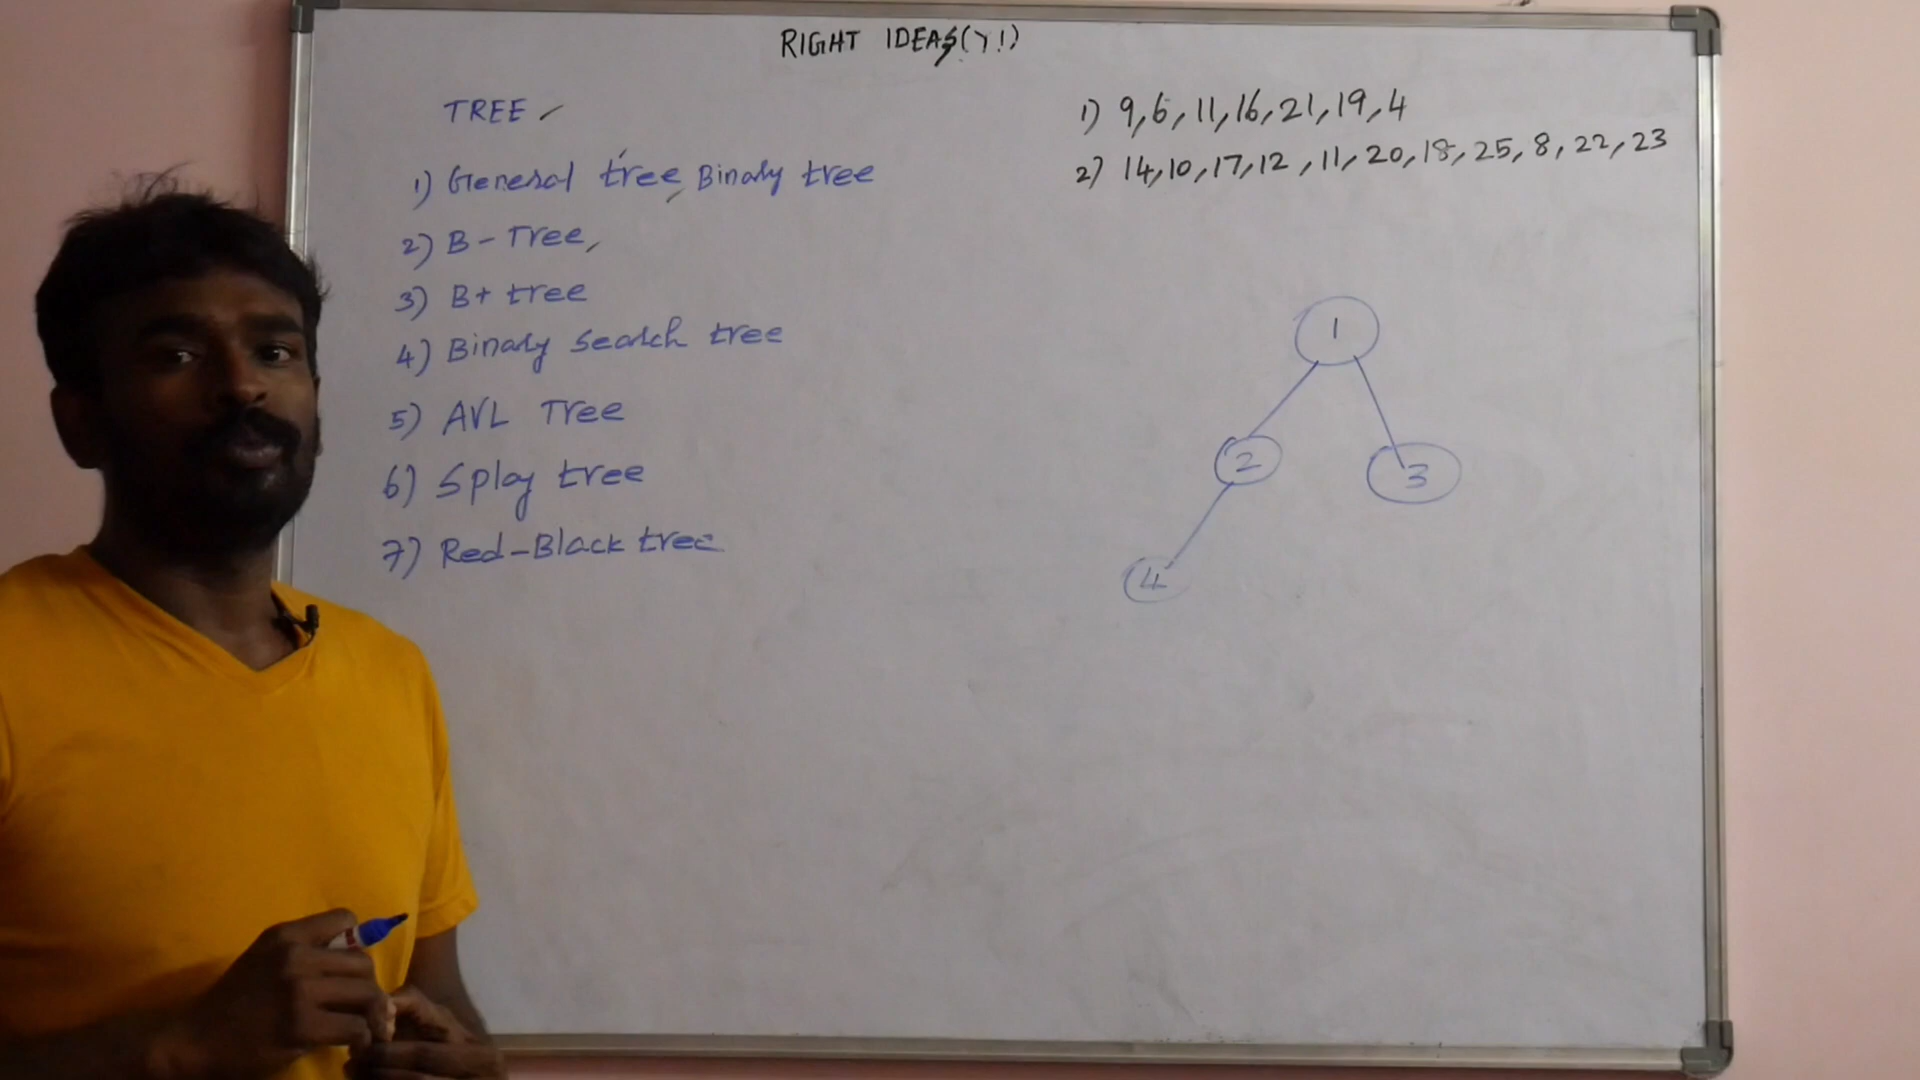 RIGHT IDEAS(Y!)
TREE
1) General tree, Binary tree
2) B-Tree,
3) B+ tree
4) Binary Search tree
5) AVL Tree
6) Splay tree
7) Red-Black tree
1) 9,6,11,16,21,19,4
2) 14,10,17,12,11,20,18,25,8,22,23
1
2
3
4